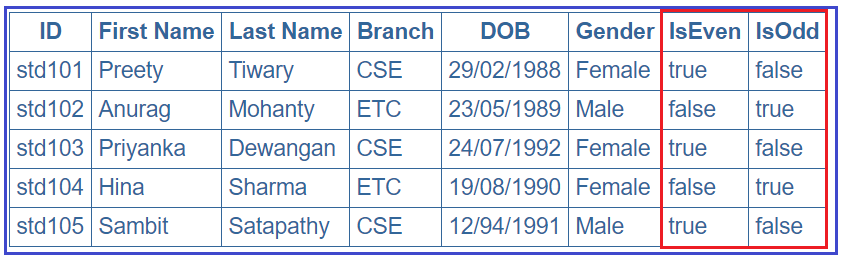 ID First Name Last Name Branch DOB Gender IsEven IsOdd
std101 Preety Tiwary CSE 29/02/1988 Female true false
std102 Anurag Mohanty ETC 23/05/1989 Male false true
std103 Priyanka Dewangan CSE 24/07/1992 Female true false
std104 Hina Sharma ETC 19/08/1990 Female false true
std105 Sambit Satapathy CSE 12/94/1991 Male true false